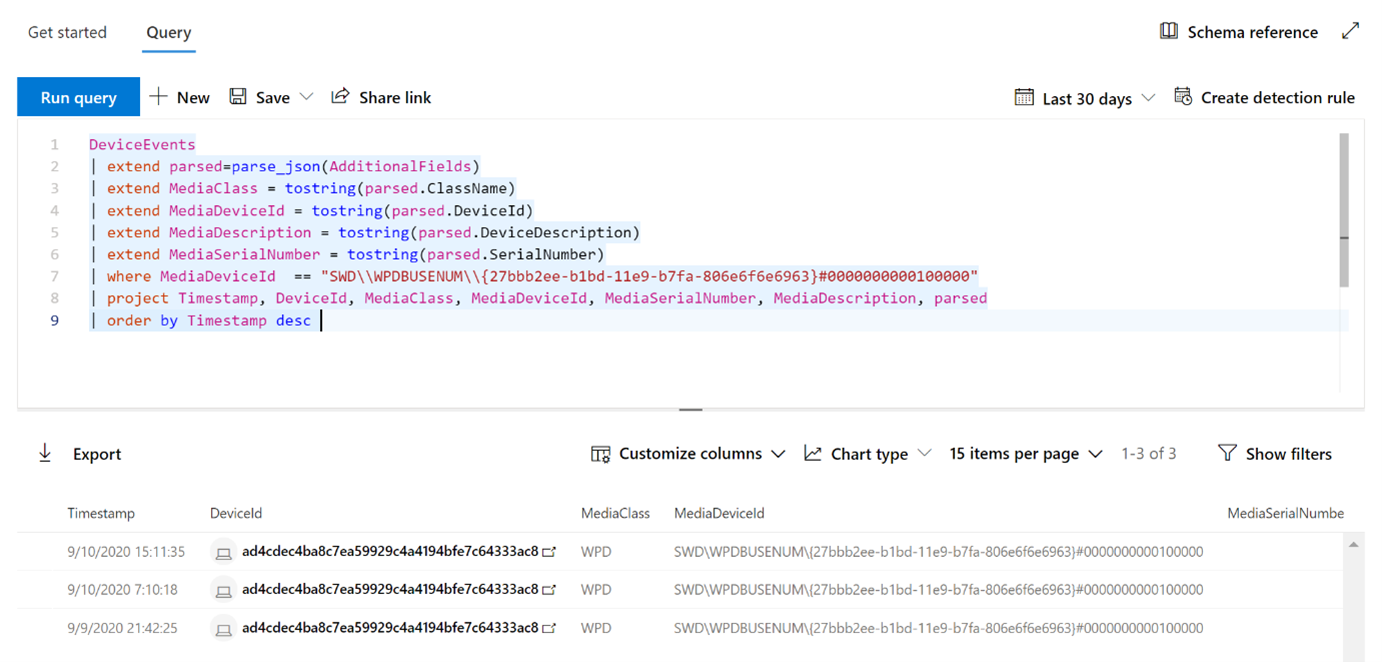 Get started Query Schema reference
Run query New Save Share link Last 30 days Create detection rule
1 DeviceEvents
2 | extend parsed=parse_json(AdditionalFields)
3 | extend MediaClass = tostring(parsed.ClassName)
4 | extend MediaDeviceId = tostring(parsed.DeviceId)
5 | extend MediaDescription = tostring(parsed.DeviceDescription)
6 | extend MediaSerialNumber = tostring(parsed.SerialNumber)
7 | where MediaDeviceId  == "SWD\\WPDBUSENUM\\{27bbb2ee-b1bd-11e9-b7fa-806e6f6e6963}#0000000000100000"
8 | project Timestamp, DeviceId, MediaClass, MediaDeviceId, MediaSerialNumber, MediaDescription, parsed
9 | order by Timestamp desc
Export Customize columns Chart type 15 items per page 1-3 of 3 Show filters
Timestamp DeviceId MediaClass MediaDeviceId MediaSerialNumbe
9/10/2020 15:11:35 ad4cdec4ba8c7ea59929c4a4194bfe7c64333ac8 WPD SWD\WPDBUSENUM\{27bbb2ee-b1bd-11e9-b7fa-806e6f6e6963}#0000000000100000
9/10/2020 7:10:18 ad4cdec4ba8c7ea59929c4a4194bfe7c64333ac8 WPD SWD\WPDBUSENUM\{27bbb2ee-b1bd-11e9-b7fa-806e6f6e6963}#0000000000100000
9/9/2020 21:42:25 ad4cdec4ba8c7ea59929c4a4194bfe7c64333ac8 WPD SWD\WPDBUSENUM\{27bbb2ee-b1bd-11e9-b7fa-806e6f6e6963}#0000000000100000